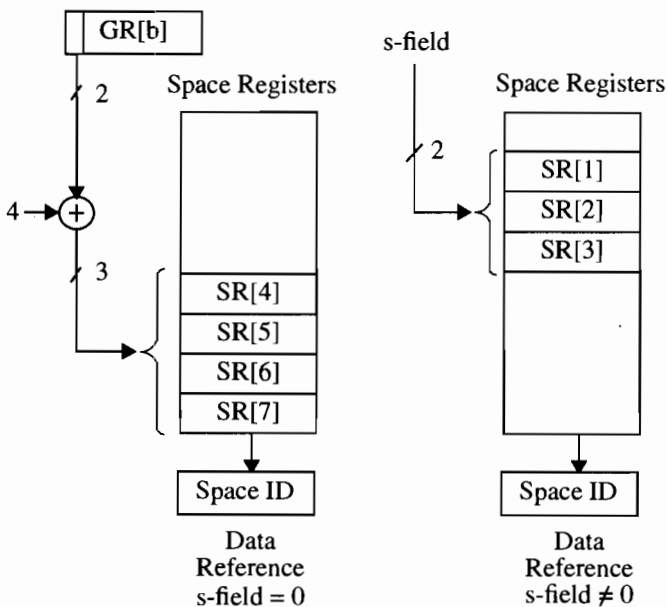 GR[b]
2
4
+
3
Space Registers
SR[4]
SR[5]
SR[6]
SR[7]
Space ID
Data
Reference
s-field = 0
s-field
2
Space Registers
SR[1]
SR[2]
SR[3]
Space ID
Data
Reference
s-field ≠ 0